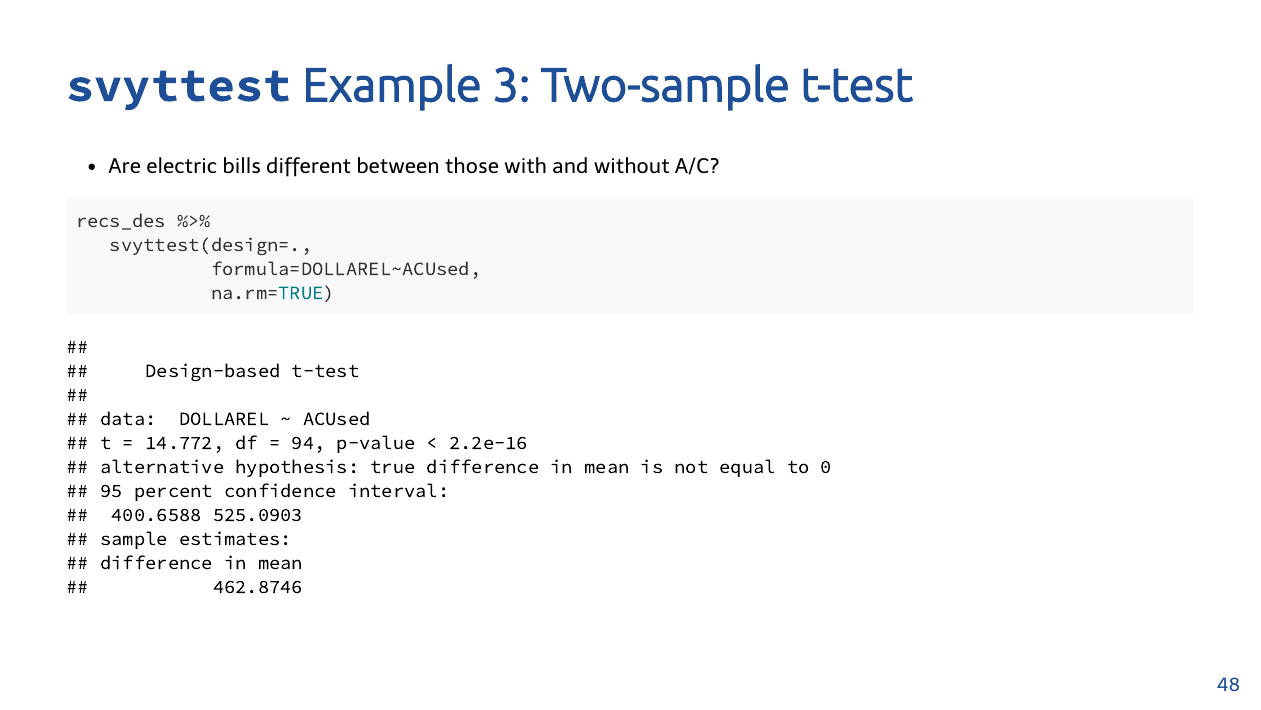 svyttest Example 3: Two-sample t-test
• Are electric bills different between those with and without A/C?
recs_des %>%
   svyttest(design=.,
            formula=DOLLAREL~ACUsed,
            na.rm=TRUE)
##
##     Design-based t-test
##
## data:  DOLLAREL ~ ACUsed
## t = 14.772, df = 94, p-value < 2.2e-16
## alternative hypothesis: true difference in mean is not equal to 0
## 95 percent confidence interval:
##  400.6588 525.0903
## sample estimates:
## difference in mean
##           462.8746
48